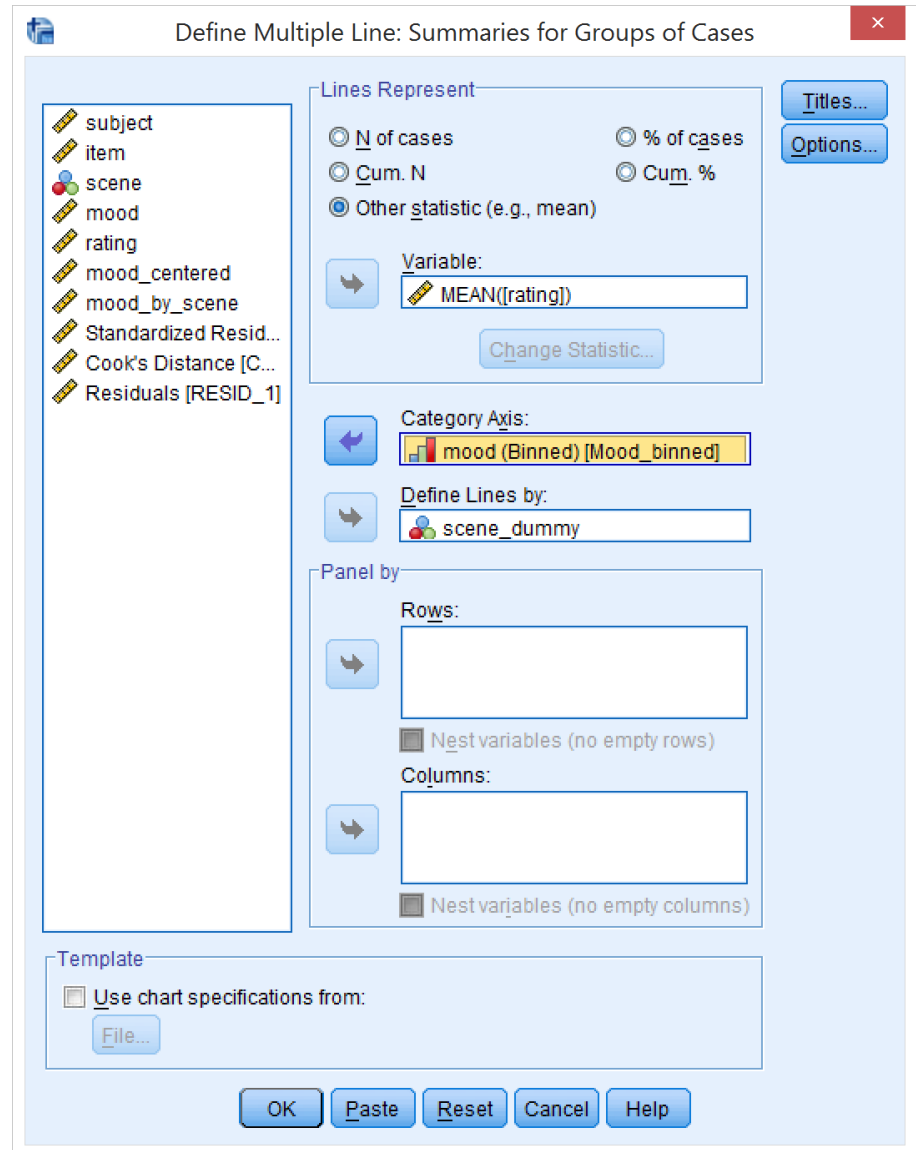 Define Multiple Line: Summaries for Groups of Cases
subject
item
scene
mood
rating
mood_centered
mood_by_scene
Standardized Resid...
Cook's Distance [C...
Residuals [RESID_1]
Lines Represent
N of cases
% of cases
Cum. N
Cum. %
Other statistic (e.g., mean)
Variable:
MEAN([rating])
Change Statistic...
Category Axis:
mood (Binned) [Mood_binned]
Define Lines by:
scene_dummy
Panel by
Rows:
Nest variables (no empty rows)
Columns:
Nest variables (no empty columns)
Titles...
Options...
Template
Use chart specifications from:
File...
OK Paste Reset Cancel Help